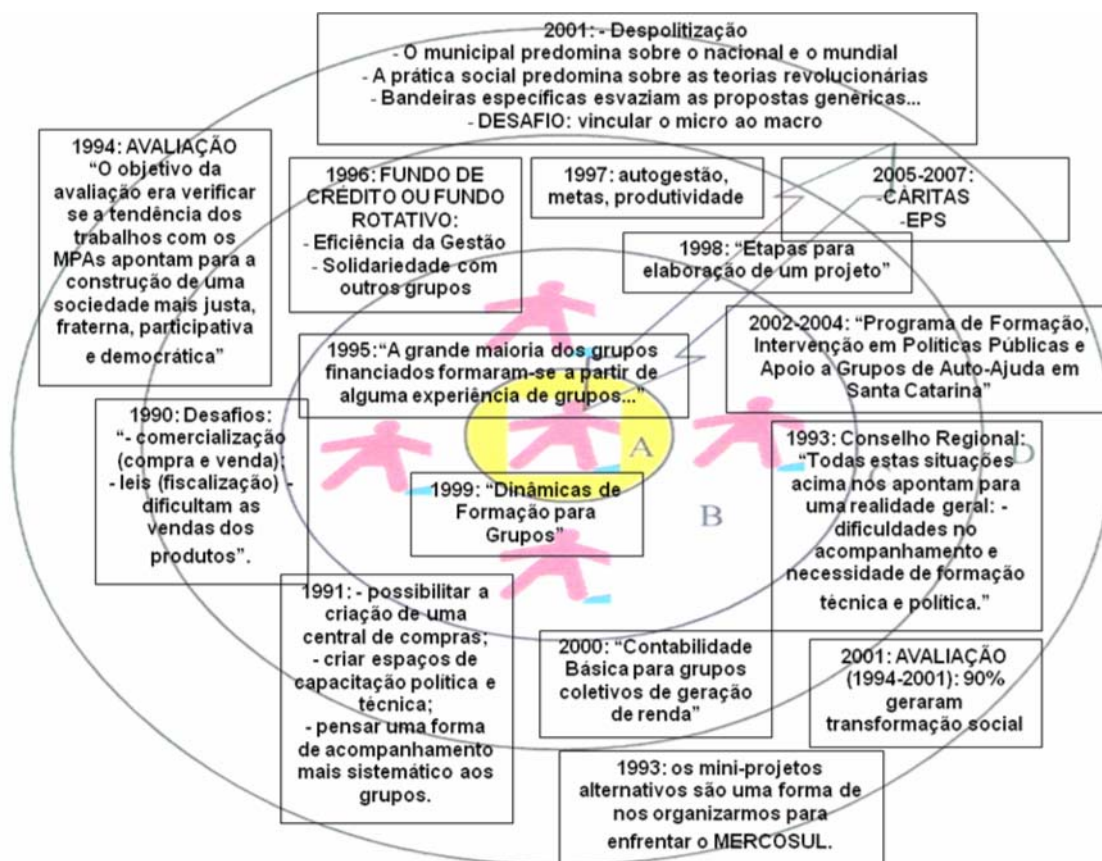 2001: - Despolitização
- O municipal predomina sobre o nacional e o mundial
- A prática social predomina sobre as teorias revolucionárias
- Bandeiras específicas esvaziam as propostas genéricas...
- DESAFIO: vincular o micro ao macro
1994: AVALIAÇÃO
“O objetivo da
avaliação era verificar
se a tendência dos
trabalhos com os
MPAs apontam para a
construção de uma
sociedade mais justa,
fraterna, participativa
e democrática”
1996: FUNDO DE
CRÉDITO OU FUNDO
ROTATIVO:
- Eficiência da Gestão
- Solidariedade com
outros grupos
1997: autogestão,
metas, produtividade
2005-2007:
-CÁRITAS
-EPS
1998: “Etapas para
elaboração de um projeto”
2002-2004: “Programa de Formação,
Intervenção em Políticas Públicas e
Apoio a Grupos de Auto-Ajuda em
Santa Catarina”
1995:“A grande maioria dos grupos
financiados formaram-se a partir de
alguma experiência de grupos...”
1990: Desafios:
“- comercialização
(compra e venda);
- leis (fiscalização) -
dificultam as
vendas dos
produtos”.
A
B
C
D
1993: Conselho Regional:
“Todas estas situações
acima nos apontam para
uma realidade geral: -
dificuldades no
acompanhamento e
necessidade de formação
técnica e política.”
1999: “Dinâmicas de
Formação para
Grupos”
1991: - possibilitar a
criação de uma
central de compras;
- criar espaços de
capacitação política e
técnica;
- pensar uma forma
de acompanhamento
mais sistemático aos
grupos.
2000: “Contabilidade
Básica para grupos
coletivos de geração
de renda”
2001: AVALIAÇÃO
(1994-2001): 90%
geraram
transformação social
1993: os mini-projetos
alternativos são uma forma de
nos organizarmos para
enfrentar o MERCOSUL.